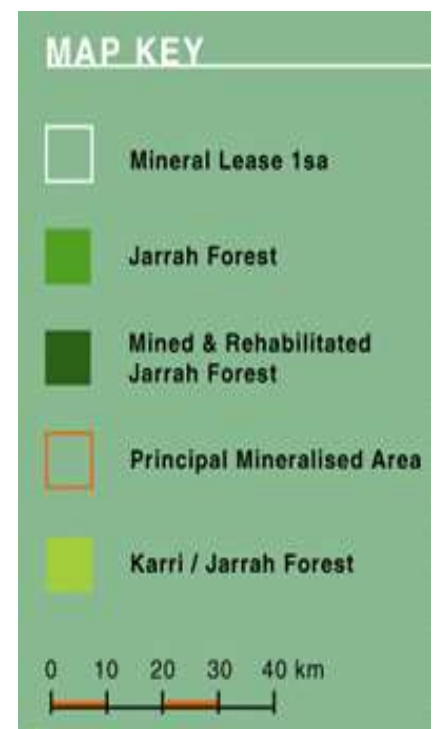 MAP KEY
Mineral Lease 1sa
Jarrah Forest
Mined & Rehabilitated
Jarrah Forest
Principal Mineralised Area
Karri / Jarrah Forest
0 10 20 30 40 km